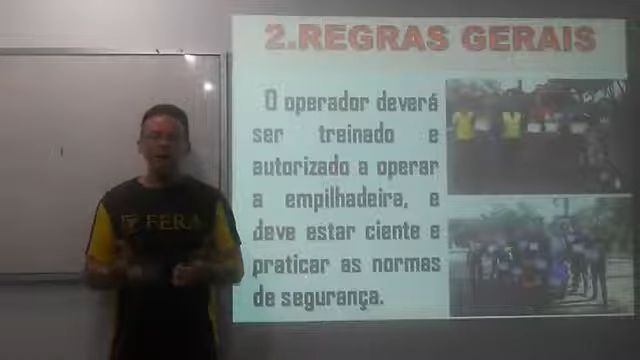 2.REGRAS GERAIS
O operador deverá
ser treinado e
autorizado a operar
a empilhadeira, e
deve estar ciente e
praticar as normas
de segurança.
FERA